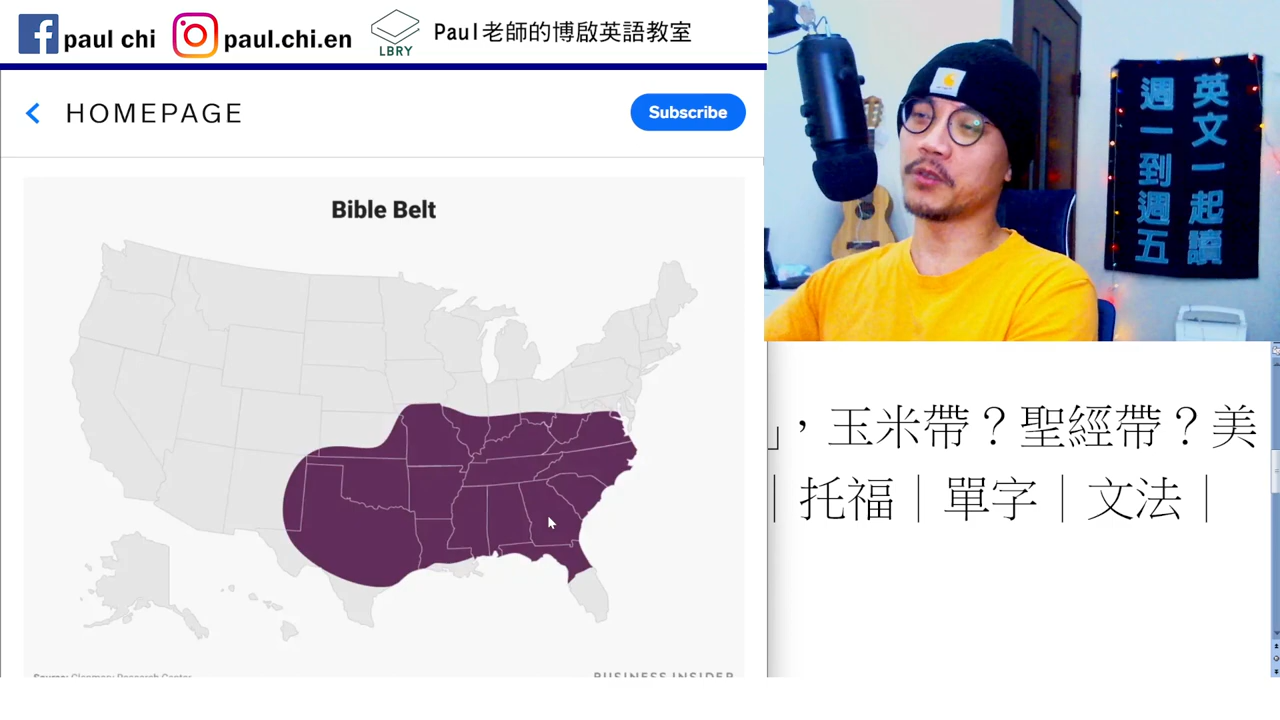 paul chi
paul.chi.en
LBRY
Paul老師的博啟英語教室
HOMEPAGE
Subscribe
Bible Belt
BUSINESS INSIDER
英文一起讀
週一到週五
」，玉米帶？聖經帶？美
｜托福｜單字｜文法｜